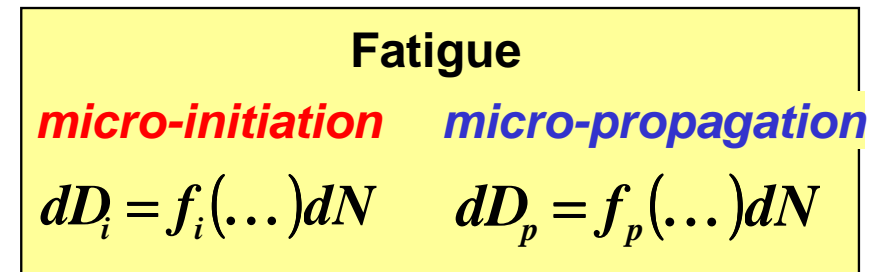 Fatigue
micro-initiation micro-propagation
dD_i = f_i(...)dN dD_p = f_p(...)dN